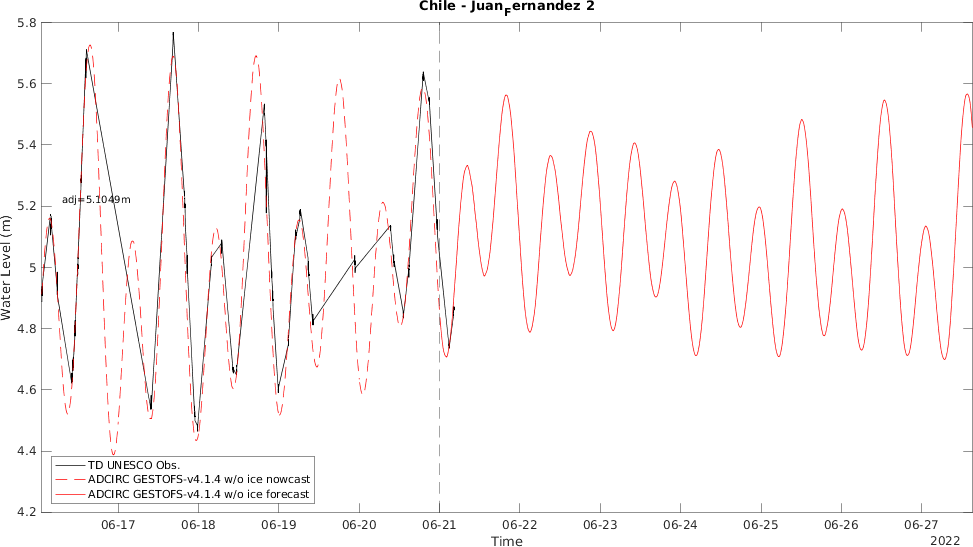 Chile - Juan_Fernandez 2
5.8
5.6
5.4
5.2
5
4.8
4.6
4.4
4.2
Water Level (m)
adj=5.1049m
TD UNESCO Obs.
ADCIRC GESTOFS-v4.1.4 w/o ice nowcast
ADCIRC GESTOFS-v4.1.4 w/o ice forecast
06-17 06-18 06-19 06-20 06-21 06-22 06-23 06-24 06-25 06-26 06-27
Time
2022